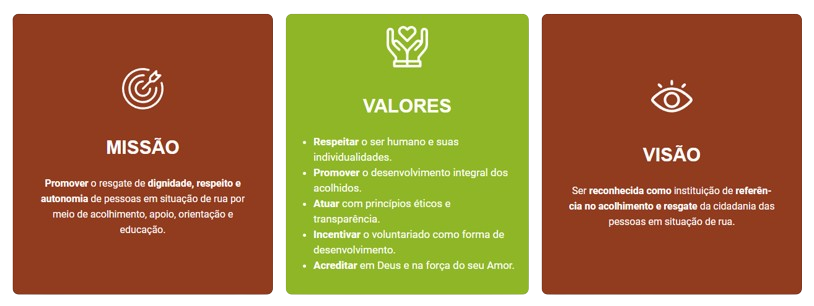 MISSÃO
Promover o resgate de dignidade, respeito e
autonomia de pessoas em situação de rua por
meio de acolhimento, apoio, orientação e
educação.
VALORES
• Respeitar o ser humano e suas
individualidades.
• Promover o desenvolvimento integral dos
acolhidos.
• Atuar com princípios éticos e
transparência.
• Incentivar o voluntariado como forma de
desenvolvimento.
• Acreditar em Deus e na força do seu Amor.
VISÃO
Ser reconhecida como instituição de referên-
cia no acolhimento e resgate da cidadania das
pessoas em situação de rua.